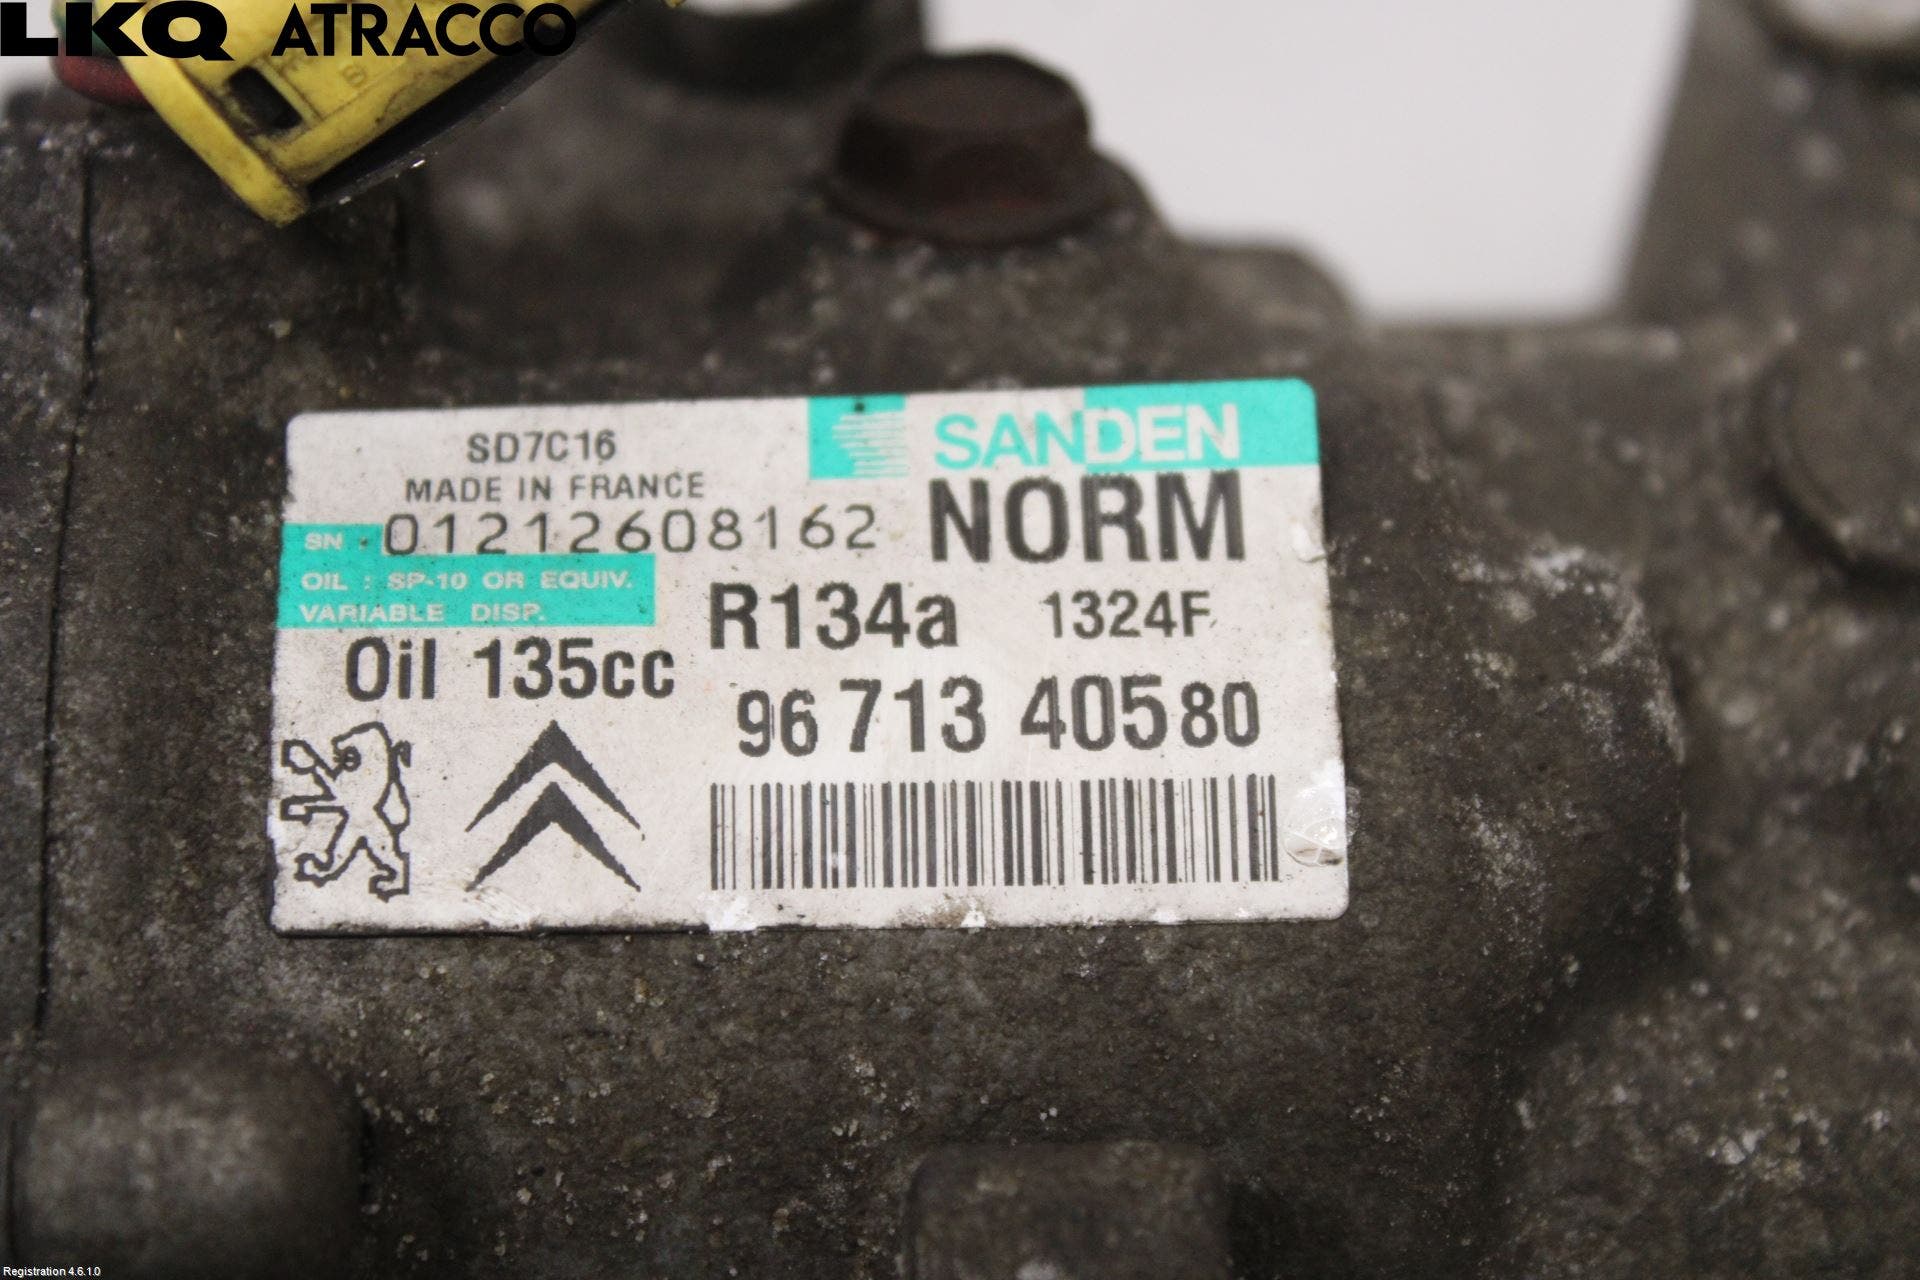 LKQ ATRACCO
SD7C16
MADE IN FRANCE
SANDEN
SN : 01212608162
NORM
OIL : SP-10 OR EQUIV.
VARIABLE DISP.
R134a 1324F
Oil 135cc
96 713 405 80
Registration 4.6.1.0